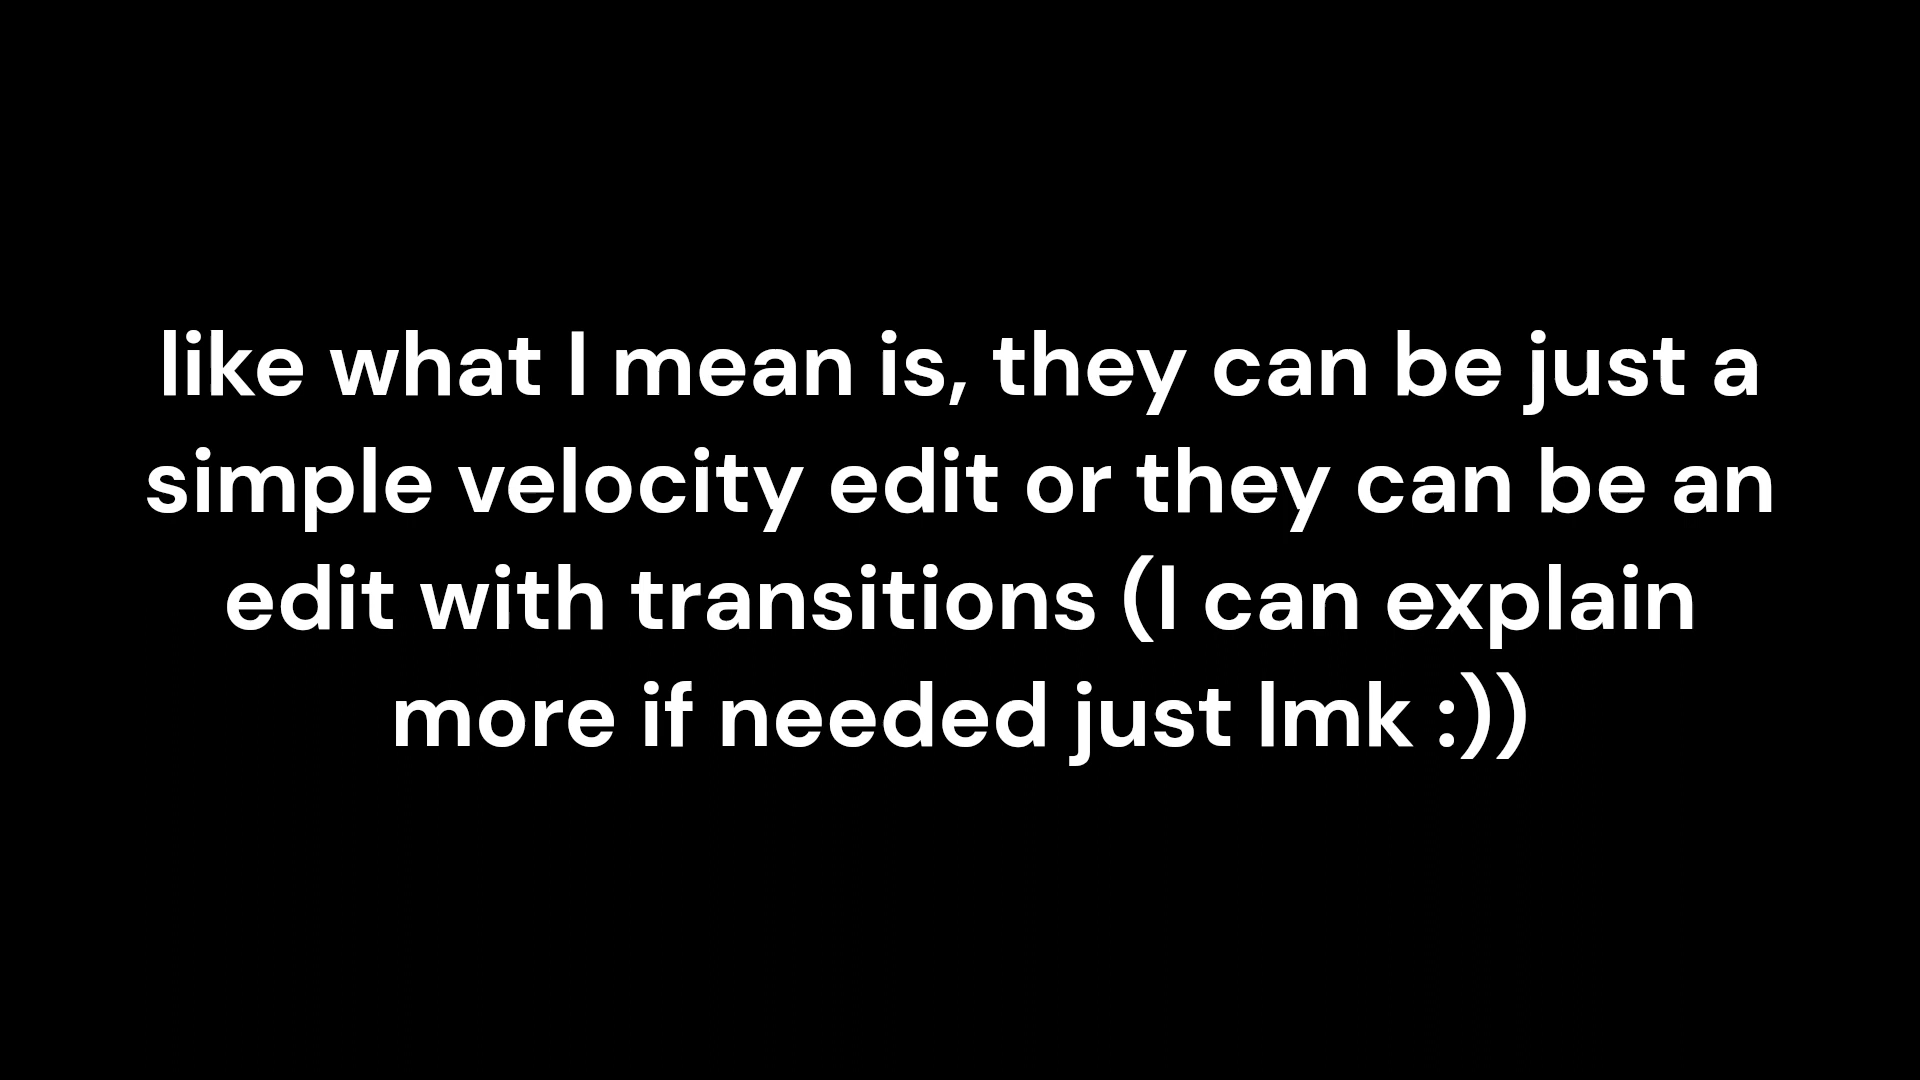 like what I mean is, they can be just a
simple velocity edit or they can be an
edit with transitions (I can explain
more if needed just lmk :))